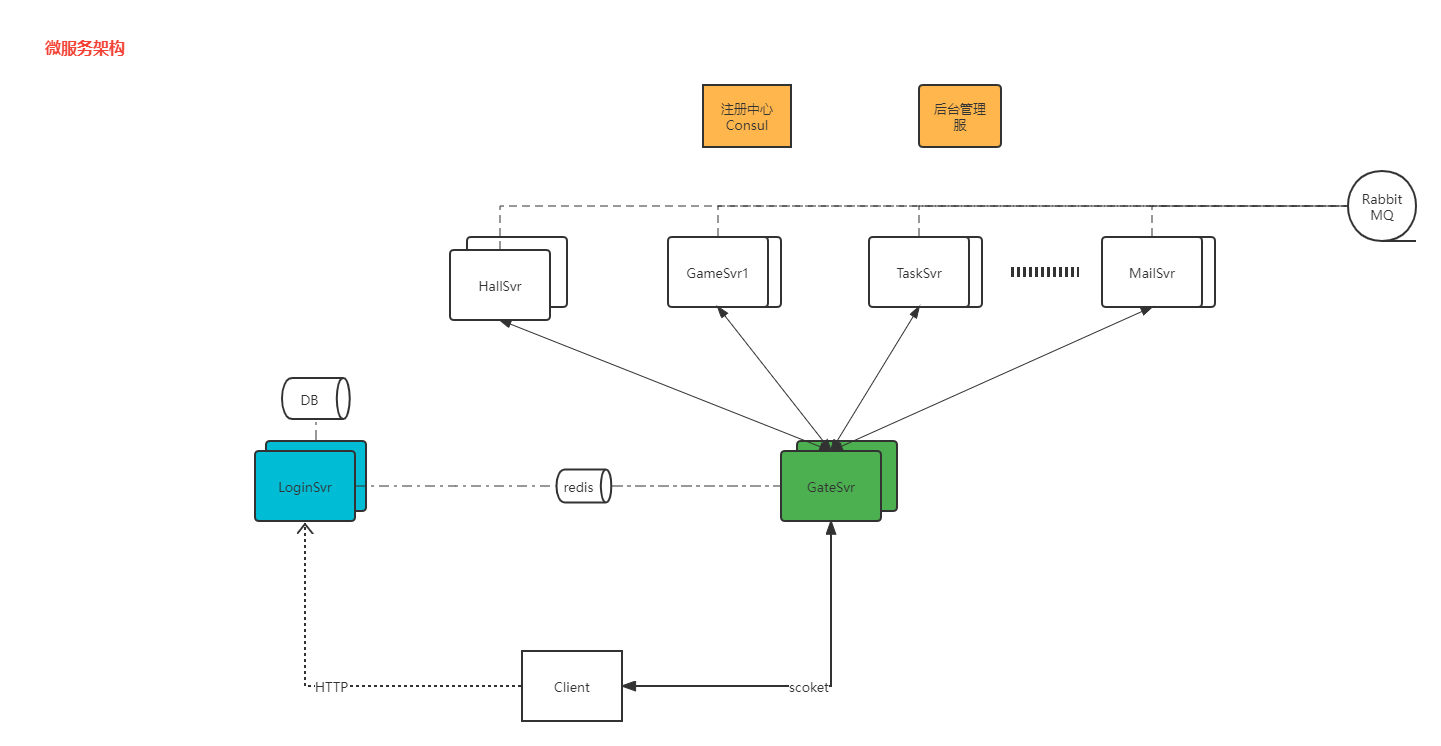 微服务架构
注册中心
Consul
后台管理
服
Rabbit
MQ
HallSvr
GameSvr1
TaskSvr
MailSvr
DB
LoginSvr
redis
GateSvr
HTTP
Client
scoket